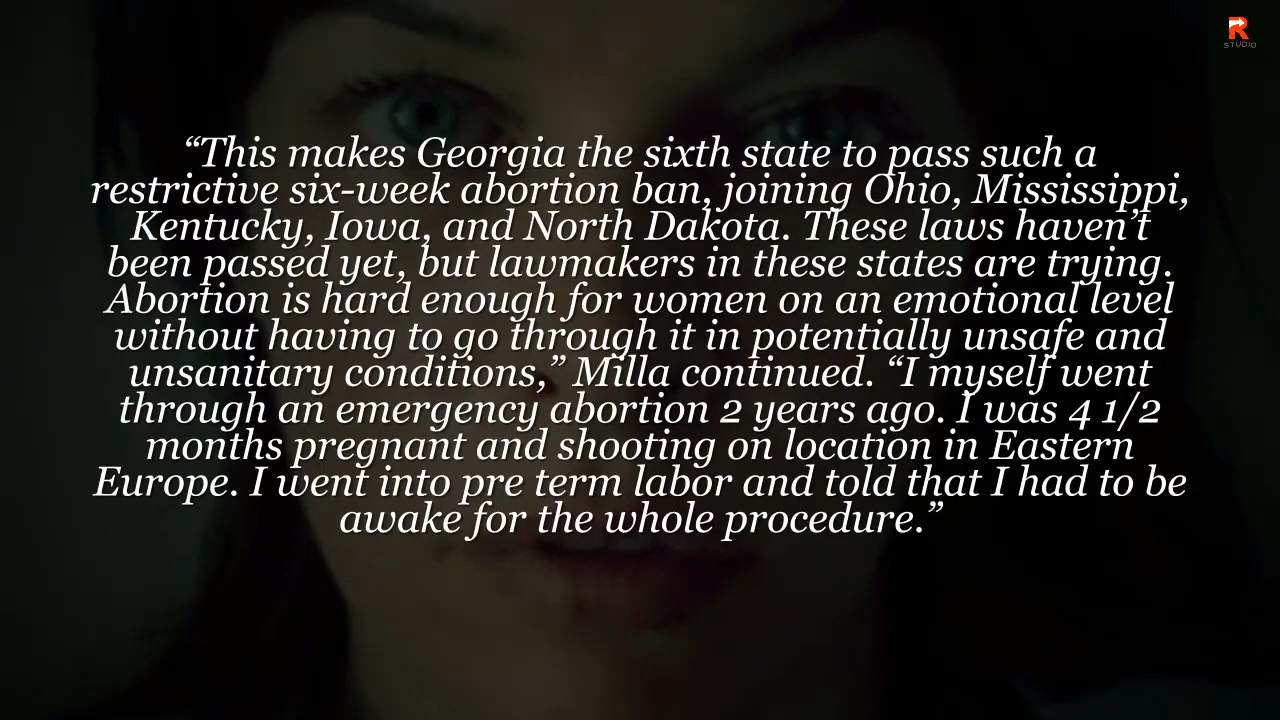 R
STUDIO
“This makes Georgia the sixth state to pass such a
restrictive six-week abortion ban, joining Ohio, Mississippi,
Kentucky, Iowa, and North Dakota. These laws haven’t
been passed yet, but lawmakers in these states are trying.
Abortion is hard enough for women on an emotional level
without having to go through it in potentially unsafe and
unsanitary conditions,” Milla continued. “I myself went
through an emergency abortion 2 years ago. I was 4 1/2
months pregnant and shooting on location in Eastern
Europe. I went into pre term labor and told that I had to be
awake for the whole procedure.”